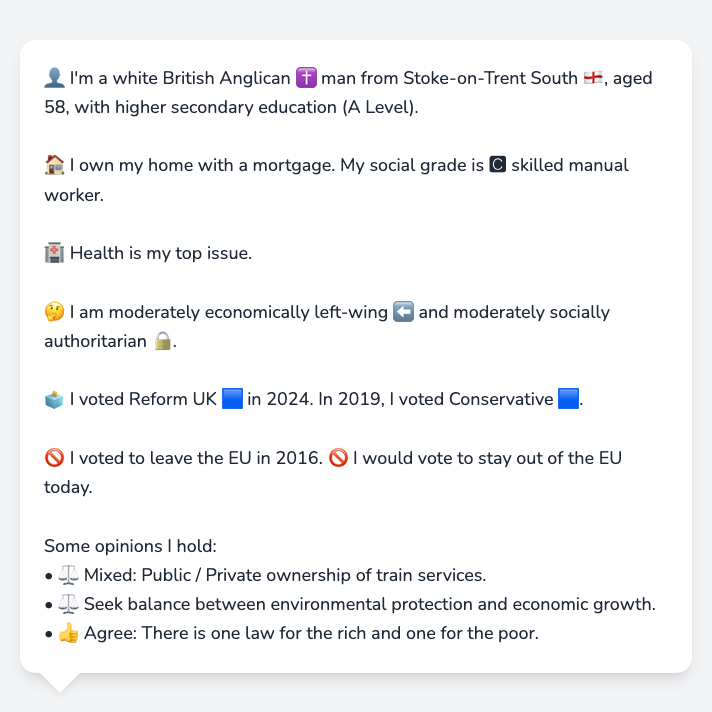 👤 I'm a white British Anglican ✝️ man from Stoke-on-Trent South 🏴󠁧󠁢󠁥󠁮󠁧󠁿, aged
58, with higher secondary education (A Level).
🏠 I own my home with a mortgage. My social grade is 🅲 skilled manual
worker.
🏥 Health is my top issue.
🤔 I am moderately economically left-wing ⬅️ and moderately socially
authoritarian 🔒.
🗳️ I voted Reform UK 🟦 in 2024. In 2019, I voted Conservative 🟦.
🚫 I voted to leave the EU in 2016. 🚫 I would vote to stay out of the EU
today.
Some opinions I hold:
• ⚖️ Mixed: Public / Private ownership of train services.
• ⚖️ Seek balance between environmental protection and economic growth.
• 👍 Agree: There is one law for the rich and one for the poor.